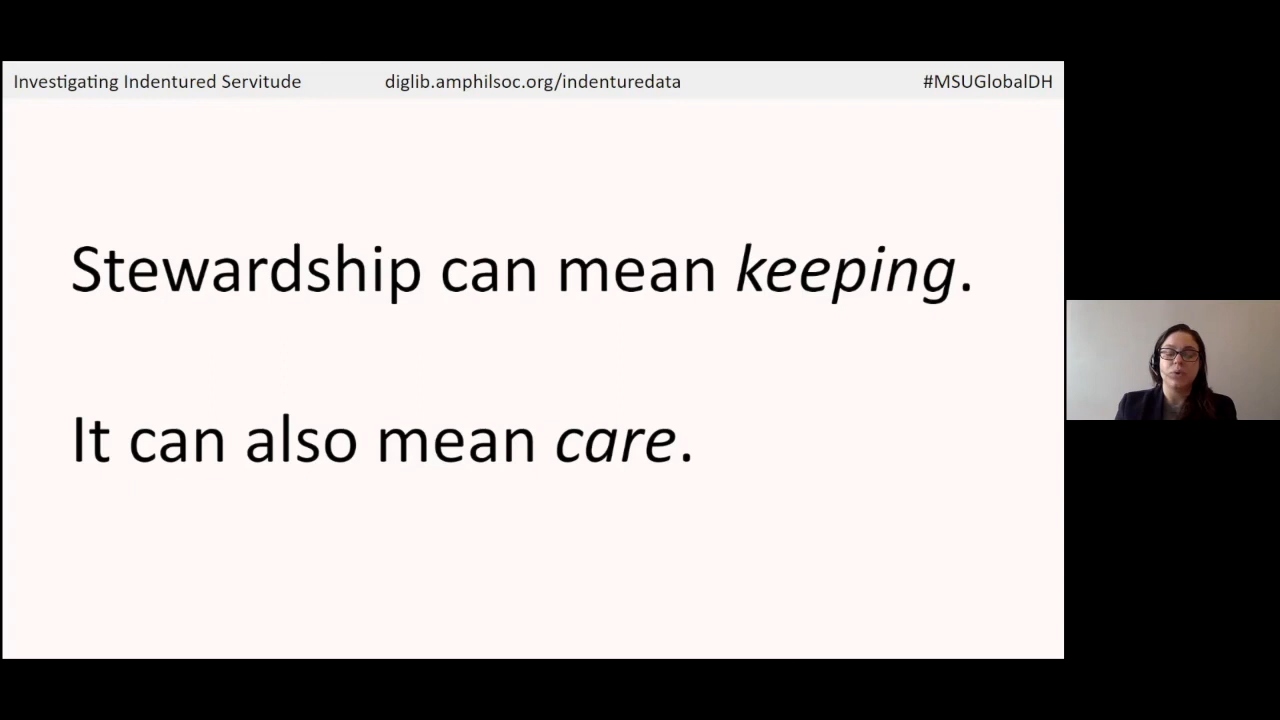 Investigating Indentured Servitude diglib.amphilsoc.org/indenturedata #MSUGlobalDH
Stewardship can mean keeping.
It can also mean care.